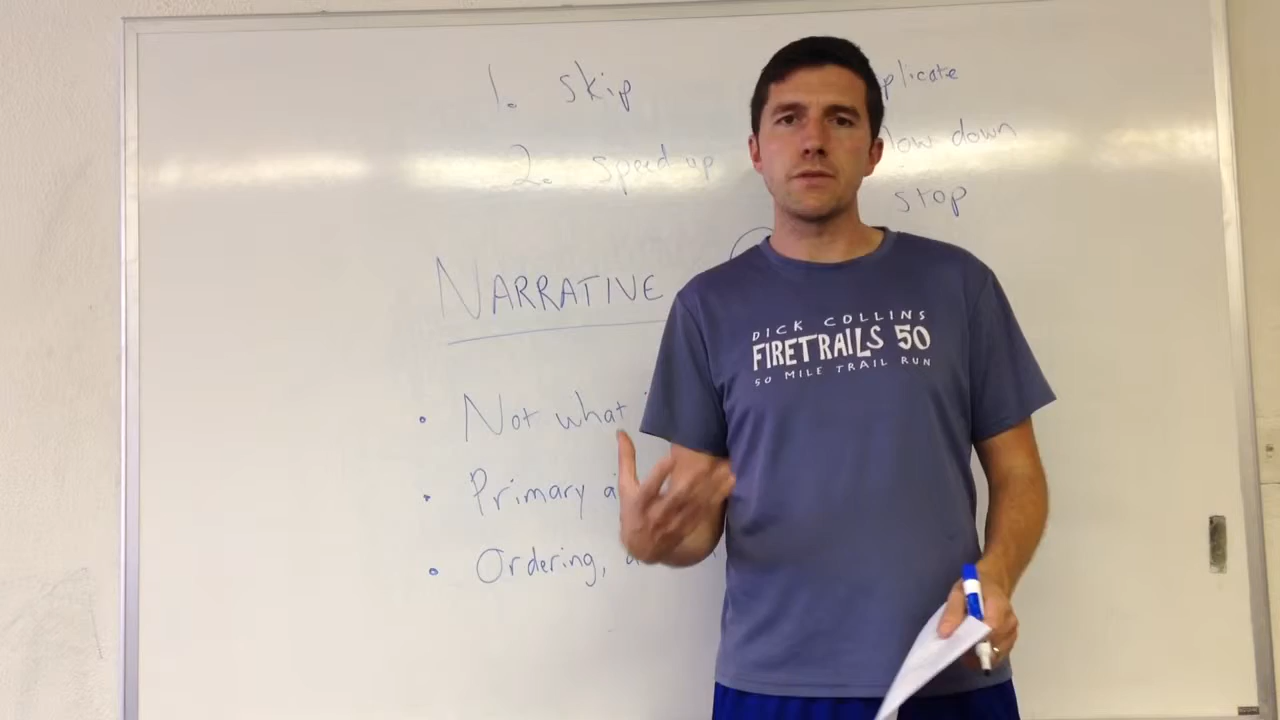 1. skip plicate
2. speed up low down
stop
NARRATIVE
• Not what
• Primary a
• Ordering,
DICK COLLINS
FIRETRAILS 50
50 MILE TRAIL RUN